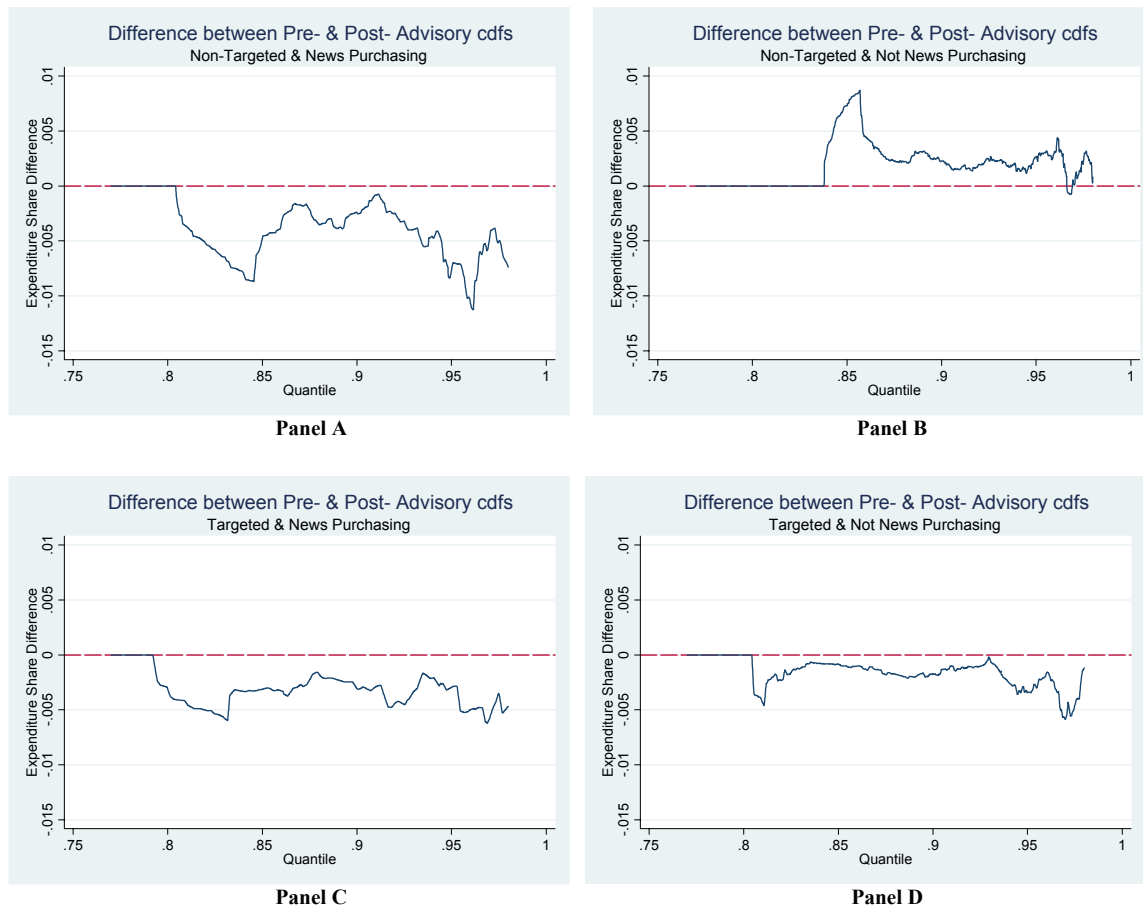 Difference between Pre- & Post- Advisory cdfs
Non-Targeted & News Purchasing
Expenditure Share Difference
.01
.005
0
-.005
-.01
-.015
.75
.8
.85
.9
.95
1
Quantile
Panel A
Difference between Pre- & Post- Advisory cdfs
Non-Targeted & Not News Purchasing
Expenditure Share Difference
.01
.005
0
-.005
-.01
-.015
.75
.8
.85
.9
.95
1
Quantile
Panel B
Difference between Pre- & Post- Advisory cdfs
Targeted & News Purchasing
Expenditure Share Difference
.01
.005
0
-.005
-.01
-.015
.75
.8
.85
.9
.95
1
Quantile
Panel C
Difference between Pre- & Post- Advisory cdfs
Targeted & Not News Purchasing
Expenditure Share Difference
.01
.005
0
-.005
-.01
-.015
.75
.8
.85
.9
.95
1
Quantile
Panel D